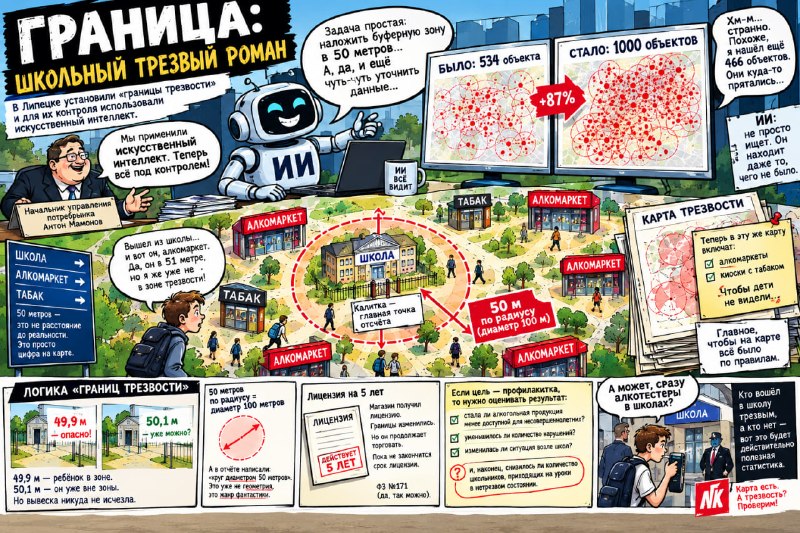 ГРАНИЦА:
ШКОЛЬНЫЙ ТРЕЗВЫЙ РОМАН
В Липецке установили «границы трезвости»
и для их контроля использовали
искусственный интеллект.
Мы применили
искусственный
интеллект. Теперь
всё под контролем!
Начальник управления
потребрынка
Антон Мамонов
Задача простая:
наложить буферную зону
в 50 метров...
А, да, и ещё
чуть-чуть уточнить
данные...
ИИ
ИИ
ВСЁ
ВИДИТ
БЫЛО: 534 объекта
+87%
СТАЛО: 1000 объектов
Хм-м...
странно.
Похоже,
я нашёл ещё
466 объектов.
Они куда-то
прятались...
ИИ:
не просто
ищет. Он
находит
даже то,
чего не было.
ШКОЛА →
АЛКОМАРКЕТ →
ТАБАК →
50 метров —
это не расстояние
до реальности.
Это просто
цифра на карте.
Вышел из школы...
и вот он, алкомаркет.
Да, он в 51 метре,
но я же уже не
в зоне трезвости!
АЛКОМАРКЕТ
ТАБАК
АЛКОМАРКЕТ
ШКОЛА
Калитка —
главная точка
отсчёта
ТАБАК
АЛКОМАРКЕТ
АЛКОМАРКЕТ
50 м
по радиусу
(диаметр 100 м)
АЛКОМАРКЕТ
КАРТА ТРЕЗВОСТИ
Теперь в эту же карту
включат:
алкомаркеты
киоски с табаком
Чтобы дети
не видели...
Главное,
чтобы на карте
всё было
по правилам.
ЛОГИКА «ГРАНИЦ ТРЕЗВОСТИ»
49,9 м
— опасно!
50,1 м
— уже можно?
49,9 м — ребёнок в зоне.
50,1 м — он уже вне зоны.
Но вывеска никуда не исчезла.
50 метров
по радиусу =
диаметр 100 метров
А в отчёте написали:
«круг диаметром 50 метров».
Это уже не геометрия,
это жанр фантастики.
Лицензия на 5 лет
ЛИЦЕНЗИЯ
ДЕЙСТВУЕТ
5 ЛЕТ
Магазин получил
лицензию.
Границы изменились.
Но он продолжает
торговать.
Пока не закончится
срок лицензии.
ФЗ №171
(да, так можно).
Если цель — профилакитка,
то нужно оценивать результат:
стала ли алкогольная продукция
менее доступной для несовершеннолетних?
уменьшилось ли количество нарушений?
изменилась ли ситуация возле школ?
? и, наконец, снизилось ли количество
школьников, приходящих на уроки
в нетрезвом состоянии.
А может, сразу
алкотестеры
в школах?
ШКОЛА
Кто вошёл
в школу
трезвым,
а кто нет —
вот это будет
действительно
полезная
статистика.
Карта есть.
А трезвость?
Проверим!